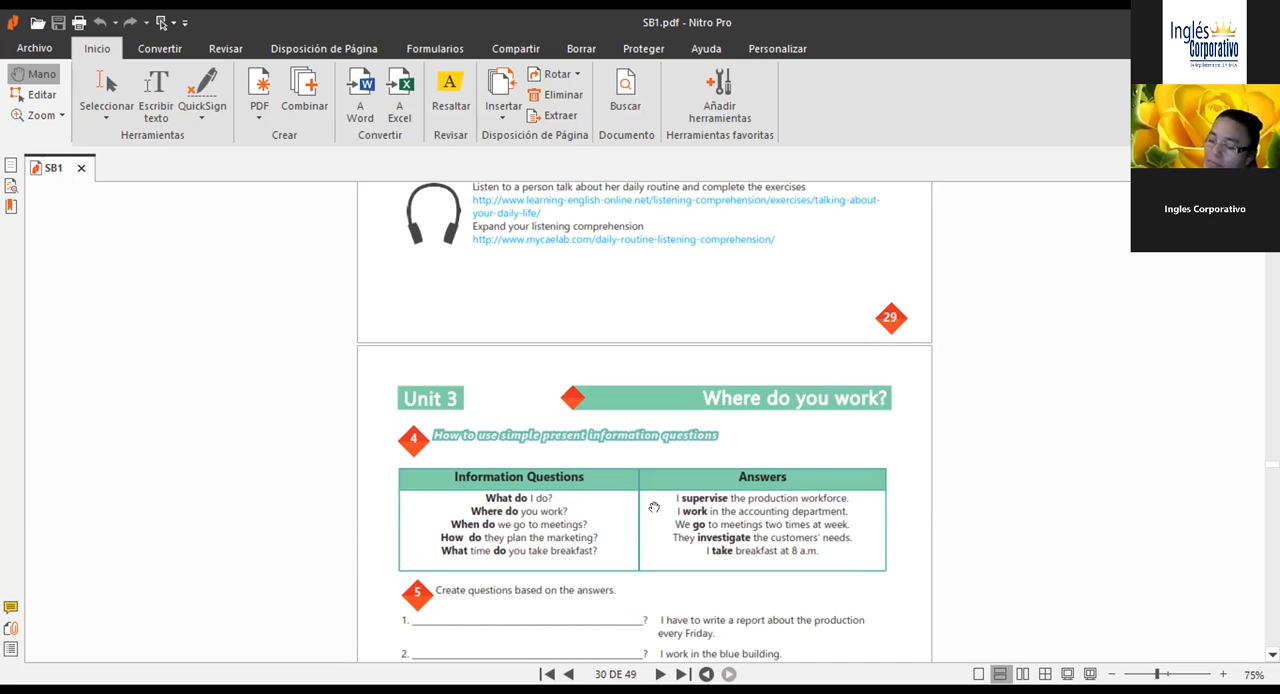 SB1.pdf - Nitro Pro
Archivo Inicio Convertir Revisar Disposición de Página Formularios Compartir Borrar Proteger Ayuda Personalizar
Mano
Editar
Zoom
Seleccionar
Escribir texto
QuickSign
Herramientas
PDF
Combinar
Crear
A Word
A Excel
Convertir
Resaltar
Revisar
Insertar
Rotar
Eliminar
Extraer
Disposición de Página
Buscar
Documento
Añadir herramientas
Herramientas favoritas
Inglés
Corporativo
Ingles Corporativo
SB1
Listen to a person talk about her daily routine and complete the exercises
http://www.learning-english-online.net/listening-comprehension/exercises/talking-about-
your-daily-life/
Expand your listening comprehension
http://www.mycaelab.com/daily-routine-listening-comprehension/
29
Unit 3 Where do you work?
4 How to use simple present information questions
Information Questions Answers
What do I do? I supervise the production workforce.
Where do you work? I work in the accounting department.
When do we go to meetings? We go to meetings two times at week.
How do they plan the marketing? They investigate the customers' needs.
What time do you take breakfast? I take breakfast at 8 a.m.
5 Create questions based on the answers.
1. ? I have to write a report about the production
every Friday.
2. ? I work in the blue building.
30 DE 49
75%